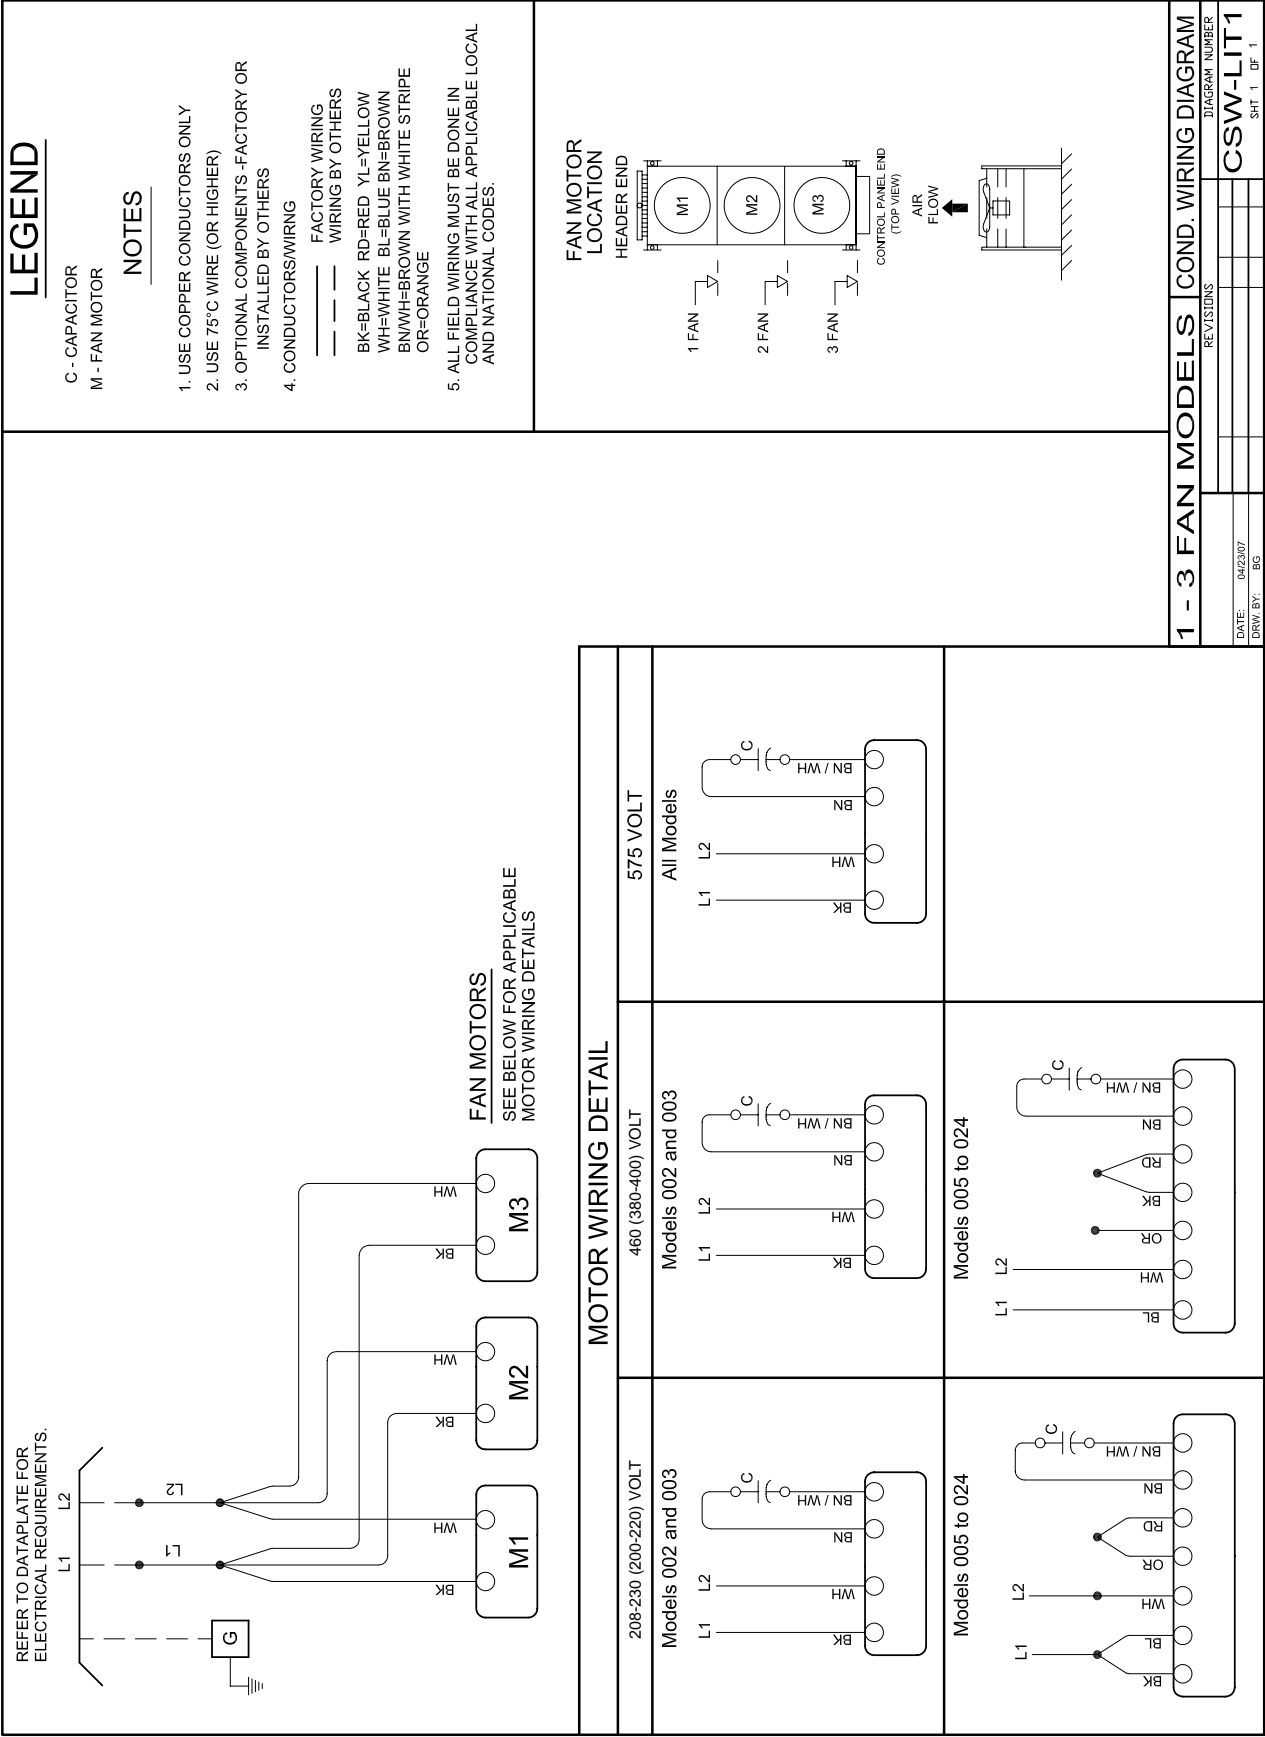 REFER TO DATAPLATE FOR
ELECTRICAL REQUIREMENTS.
L1
L2
L1
L2
G
BK
WH
BK
WH
BK
WH
M1
M2
M3
FAN MOTORS
SEE BELOW FOR APPLICABLE
MOTOR WIRING DETAILS
LEGEND
C - CAPACITOR
M - FAN MOTOR
NOTES
1. USE COPPER CONDUCTORS ONLY
2. USE 75°C WIRE (OR HIGHER)
3. OPTIONAL COMPONENTS -FACTORY OR
INSTALLED BY OTHERS
4. CONDUCTORS/WIRNG
FACTORY WIRING
WIRING BY OTHERS
BK=BLACK RD=RED YL=YELLOW
WH=WHITE BL=BLUE BN=BROWN
BN/WH=BROWN WITH WHITE STRIPE
OR=ORANGE
5. ALL FIELD WIRING MUST BE DONE IN
COMPLIANCE WITH ALL APPLICABLE LOCAL
AND NATIONAL CODES.
FAN MOTOR
LOCATION
HEADER END
M1
M2
M3
1 FAN
2 FAN
3 FAN
CONTROL PANEL END
(TOP VIEW)
AIR
FLOW
MOTOR WIRING DETAIL
208-230 (200-220) VOLT
460 (380-400) VOLT
575 VOLT
Models 002 and 003
L1
L2
C
BK
WH
BN
BN / WH
Models 002 and 003
L1
L2
C
BK
WH
BN
BN / WH
All Models
L1
L2
C
BK
WH
BN
BN / WH
Models 005 to 024
L1
L2
C
BK
BL
WH
OR
RD
BN
BN / WH
Models 005 to 024
L1
L2
C
BL
WH
OR
BK
RD
BN
BN / WH
1 - 3 FAN MODELS
COND. WIRING DIAGRAM
DATE: 04/23/07
DRW. BY: BG
REVISIONS
DIAGRAM NUMBER
CSW-LIT1
SHT 1 OF 1